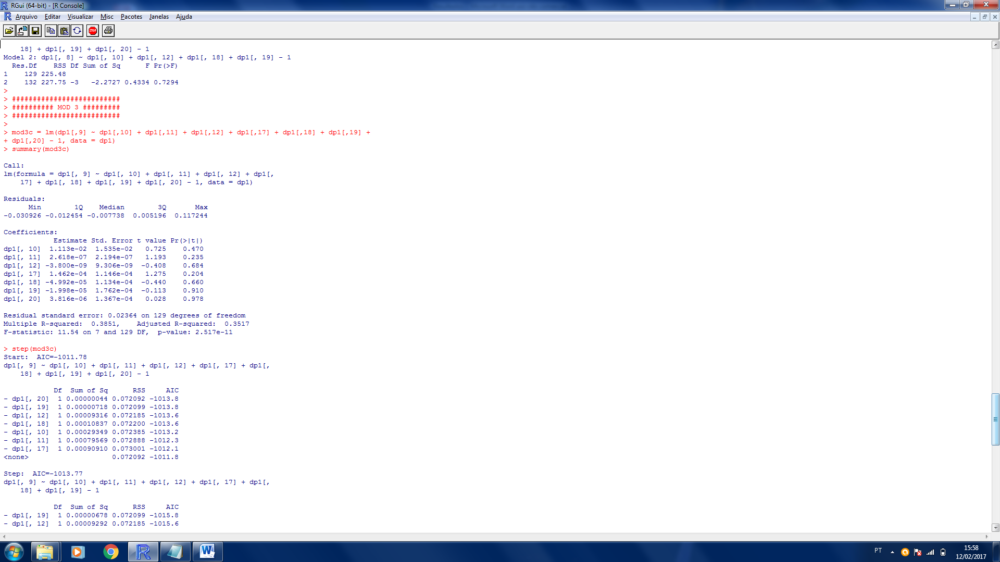 RGui (64-bit) - [R Console]
Arquivo Editar Visualizar Misc Pacotes Janelas Ajuda
STOP
18] + dp1[, 19] + dp1[, 20] - 1
Model 2: dp1[, 8] ~ dp1[, 10] + dp1[, 12] + dp1[, 18] + dp1[, 19] - 1
Res.Df RSS Df Sum of Sq F Pr(>F)
1 129 225.48
2 132 227.75 -3 -2.2727 0.4334 0.7294
>
> ##########################
> ########## MOD 3 #########
> ##########################
>
> mod3c = lm(dp1[,9] ~ dp1[,10] + dp1[,11] + dp1[,12] + dp1[,17] + dp1[,18] + dp1[,19] +
+ dp1[,20] - 1, data = dp1)
> summary(mod3c)
Call:
lm(formula = dp1[, 9] ~ dp1[, 10] + dp1[, 11] + dp1[, 12] + dp1[,
17] + dp1[, 18] + dp1[, 19] + dp1[, 20] - 1, data = dp1)
Residuals:
Min 1Q Median 3Q Max
-0.030926 -0.012454 -0.007738 0.005196 0.117244
Coefficients:
Estimate Std. Error t value Pr(>|t|)
dp1[, 10] 1.113e-02 1.535e-02 0.725 0.470
dp1[, 11] 2.618e-07 2.194e-07 1.193 0.235
dp1[, 12] -3.800e-09 9.306e-09 -0.408 0.684
dp1[, 17] 1.462e-04 1.146e-04 1.275 0.204
dp1[, 18] -4.992e-05 1.134e-04 -0.440 0.660
dp1[, 19] -1.998e-05 1.762e-04 -0.113 0.910
dp1[, 20] 3.816e-06 1.367e-04 0.028 0.978
Residual standard error: 0.02364 on 129 degrees of freedom
Multiple R-squared: 0.3851, Adjusted R-squared: 0.3517
F-statistic: 11.54 on 7 and 129 DF, p-value: 2.517e-11
> step(mod3c)
Start: AIC=-1011.78
dp1[, 9] ~ dp1[, 10] + dp1[, 11] + dp1[, 12] + dp1[, 17] + dp1[,
18] + dp1[, 19] + dp1[, 20] - 1
Df Sum of Sq RSS AIC
- dp1[, 20] 1 0.00000044 0.072092 -1013.8
- dp1[, 19] 1 0.00000718 0.072099 -1013.8
- dp1[, 12] 1 0.00009316 0.072185 -1013.6
- dp1[, 18] 1 0.00010837 0.072200 -1013.6
- dp1[, 10] 1 0.00029349 0.072385 -1013.2
- dp1[, 11] 1 0.00079569 0.072888 -1012.3
- dp1[, 17] 1 0.00090910 0.073001 -1012.1
<none> 0.072092 -1011.8
Step: AIC=-1013.77
dp1[, 9] ~ dp1[, 10] + dp1[, 11] + dp1[, 12] + dp1[, 17] + dp1[,
18] + dp1[, 19] - 1
Df Sum of Sq RSS AIC
- dp1[, 19] 1 0.00000678 0.072099 -1015.8
- dp1[, 12] 1 0.00009292 0.072185 -1015.6
PT
15:58
12/02/2017